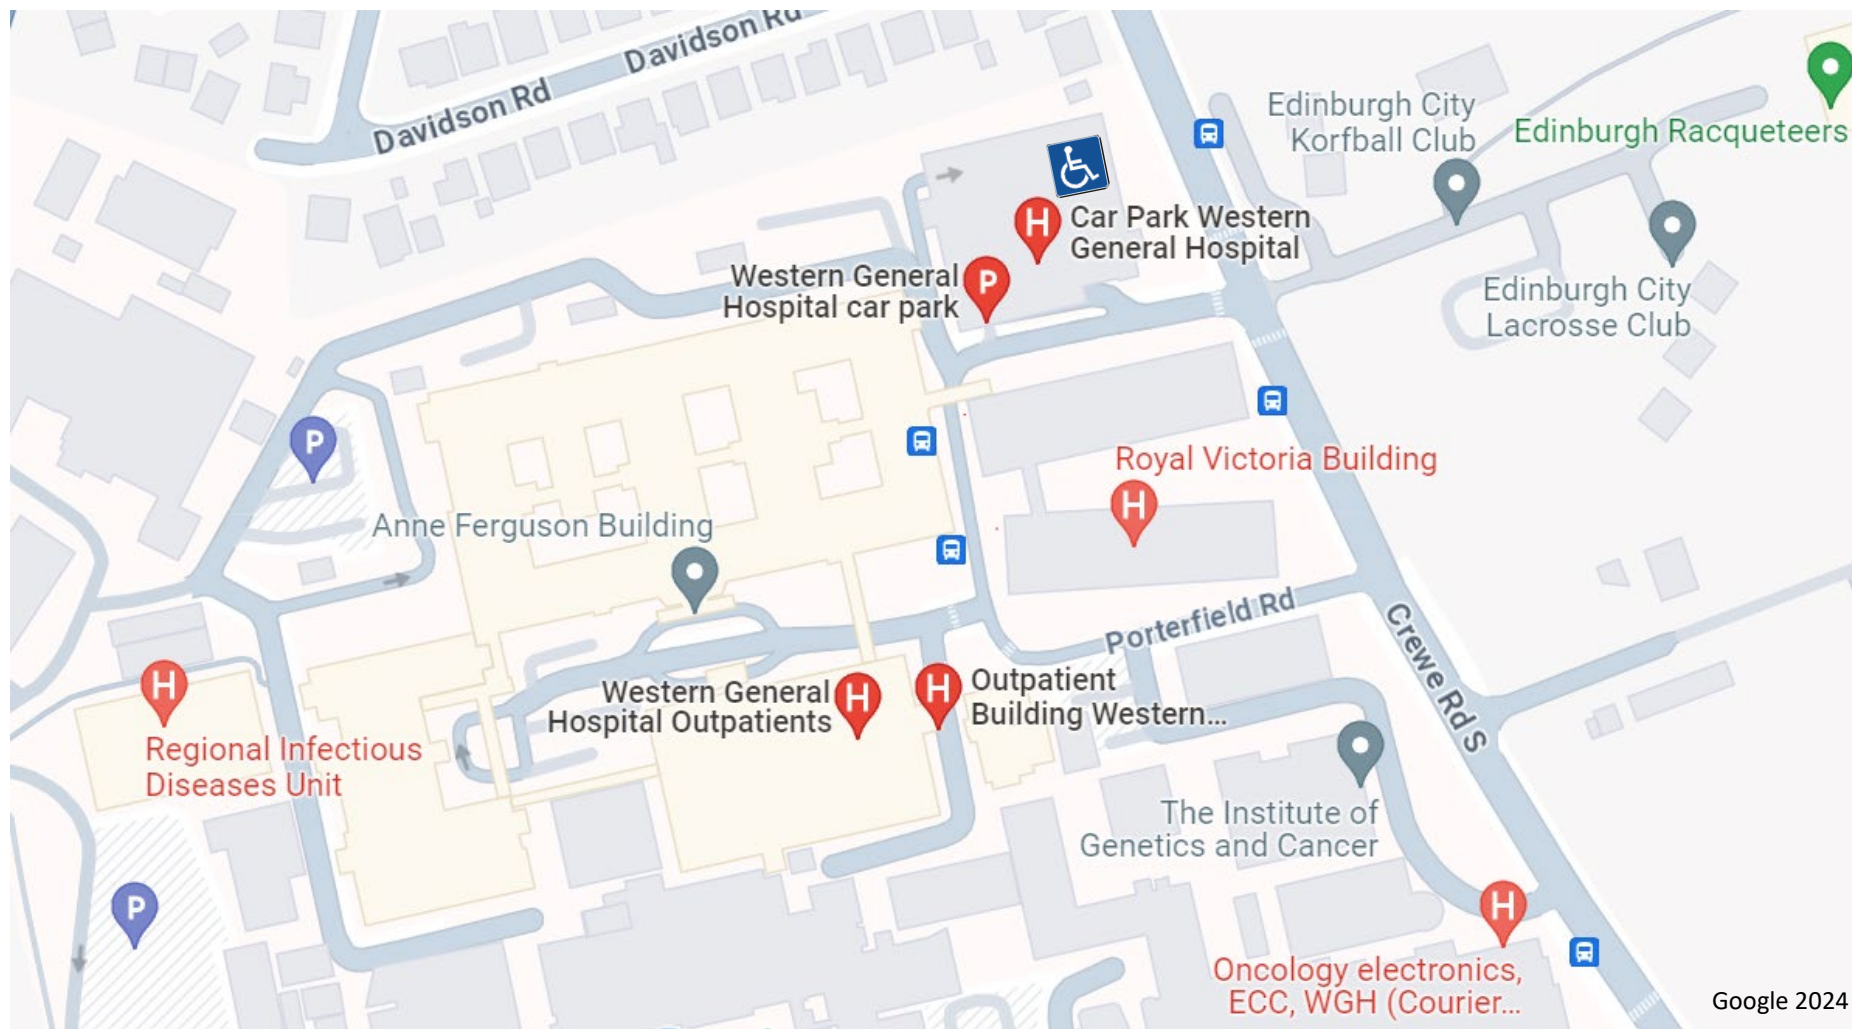 Davidson Rd
Davidson Rd
Edinburgh City
Korfball Club
Edinburgh Racqueteers
H
Car Park Western
General Hospital
Western General
Hospital car park
P
Edinburgh City
Lacrosse Club
P
Royal Victoria Building
H
Anne Ferguson Building
Porterfield Rd
Crewe Rd S
H
Regional Infectious
Diseases Unit
Western General
Hospital Outpatients
H
H
Outpatient
Building Western...
The Institute of
Genetics and Cancer
P
H
Oncology electronics,
ECC, WGH (Courier...
Google 2024